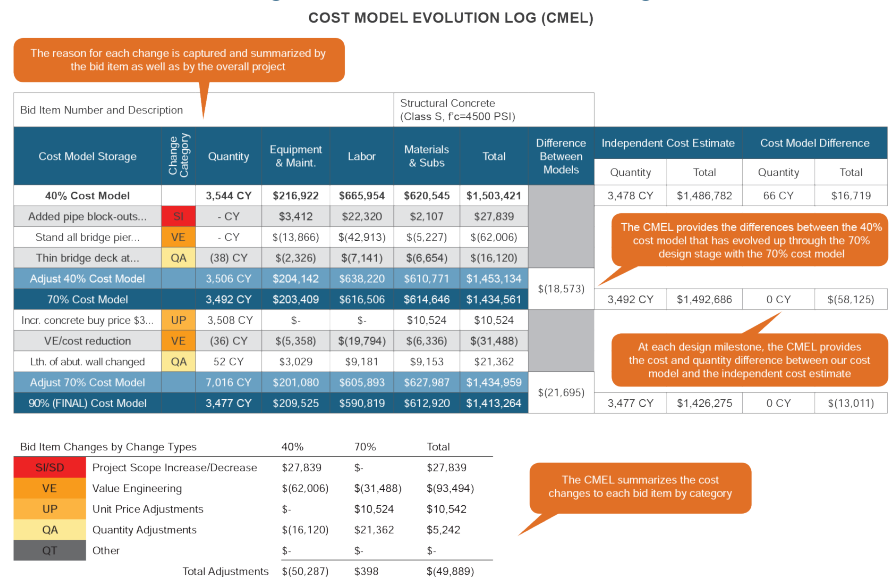 COST MODEL EVOLUTION LOG (CMEL)
The reason for each change is captured and summarized by
the bid item as well as by the overall project
Bid Item Number and Description
Structural Concrete
(Class S, f'c=4500 PSI)
Cost Model Storage
Change
Category
Quantity
Equipment
& Maint.
Labor
Materials
& Subs
Total
Difference
Between
Models
Independent Cost Estimate
Cost Model Difference
Quantity Total Quantity Total
40% Cost Model 3,544 CY $216,922 $665,954 $620,545 $1,503,421 3,478 CY $1,486,782 66 CY $16,719
Added pipe block-outs... SI - CY $3,412 $22,320 $2,107 $27,839
Stand all bridge pier... VE - CY $(13,866) $(42,913) $(5,227) $(62,006)
Thin bridge deck at... QA (38) CY $(2,326) $(7,141) $(6,654) $(16,120)
The CMEL provides the differences between the 40%
cost model that has evolved up through the 70%
design stage with the 70% cost model
Adjust 40% Cost Model 3,506 CY $204,142 $638,220 $610,771 $1,453,134
$(18,573)
70% Cost Model 3,492 CY $203,409 $616,506 $614,646 $1,434,561 3,492 CY $1,492,686 0 CY $(58,125)
Incr. concrete buy price $3... UP 3,508 CY $- $- $10,524 $10,524
VE/cost reduction VE (36) CY $(5,358) $(19,794) $(6,336) $(31,488)
Lth. of abut. wall changed QA 52 CY $3,029 $9,181 $9,153 $21,362
At each design milestone, the CMEL provides
the cost and quantity difference between our cost
model and the independent cost estimate
Adjust 70% Cost Model 7,016 CY $201,080 $605,893 $627,987 $1,434,959
$(21,695)
90% (FINAL) Cost Model 3,477 CY $209,525 $590,819 $612,920 $1,413,264 3,477 CY $1,426,275 0 CY $(13,011)
Bid Item Changes by Change Types 40% 70% Total
SI/SD Project Scope Increase/Decrease $27,839 $- $27,839
VE Value Engineering $(62,006) $(31,488) $(93,494)
UP Unit Price Adjustments $- $10,524 $10,542
QA Quantity Adjustments $(16,120) $21,362 $5,242
QT Other $- $- $-
Total Adjustments $(50,287) $398 $(49,889)
The CMEL summarizes the cost
changes to each bid item by category